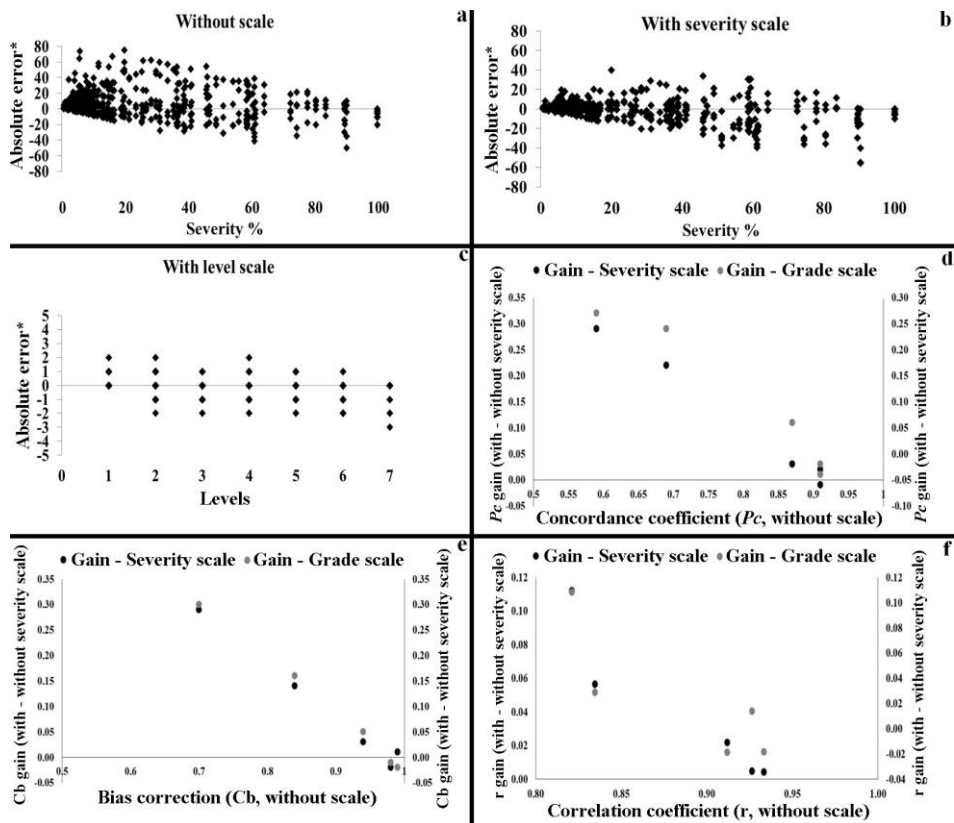 Without scale
a
Absolute error*
80
60
40
20
0
-20
-40
-60
-80
0 20 40 60 80 100
Severity %
With severity scale
b
Absolute error*
80
60
40
20
0
-20
-40
-60
-80
0 20 40 60 80 100
Severity %
With level scale
c
Absolute error*
5
4
3
2
1
0
-1
-2
-3
-4
-5
0 1 2 3 4 5 6 7
Levels
d
Gain - Severity scale Gain - Grade scale
Pc gain (with - without severity scale)
0.35
0.30
0.25
0.20
0.15
0.10
0.05
0.00
-0.05
0.5 0.55 0.6 0.65 0.7 0.75 0.8 0.85 0.9 0.95 1
0.30
0.25
0.20
0.15
0.10
0.05
0.00
-0.05
-0.10
Pc gain (with - without severity scale)
Concordance coefficient (Pc, without scale)
e
Gain - Severity scale Gain - Grade scale
Cb gain (with - without severity scale)
0.35
0.30
0.25
0.20
0.15
0.10
0.05
0.00
-0.05
0.5 0.6 0.7 0.8 0.9 1
0.35
0.30
0.25
0.20
0.15
0.10
0.05
0.00
-0.05
Cb gain (with - without severity scale)
Bias correction (Cb, without scale)
f
Gain - Severity scale Gain - Grade scale
r gain (with - without severity scale)
0.12
0.10
0.08
0.06
0.04
0.02
0.00
0.80 0.85 0.90 0.95 1.00
0.12
0.10
0.08
0.06
0.04
0.02
0.00
-0.02
-0.04
r gain (with - without severity scale)
Correlation coefficient (r, without scale)